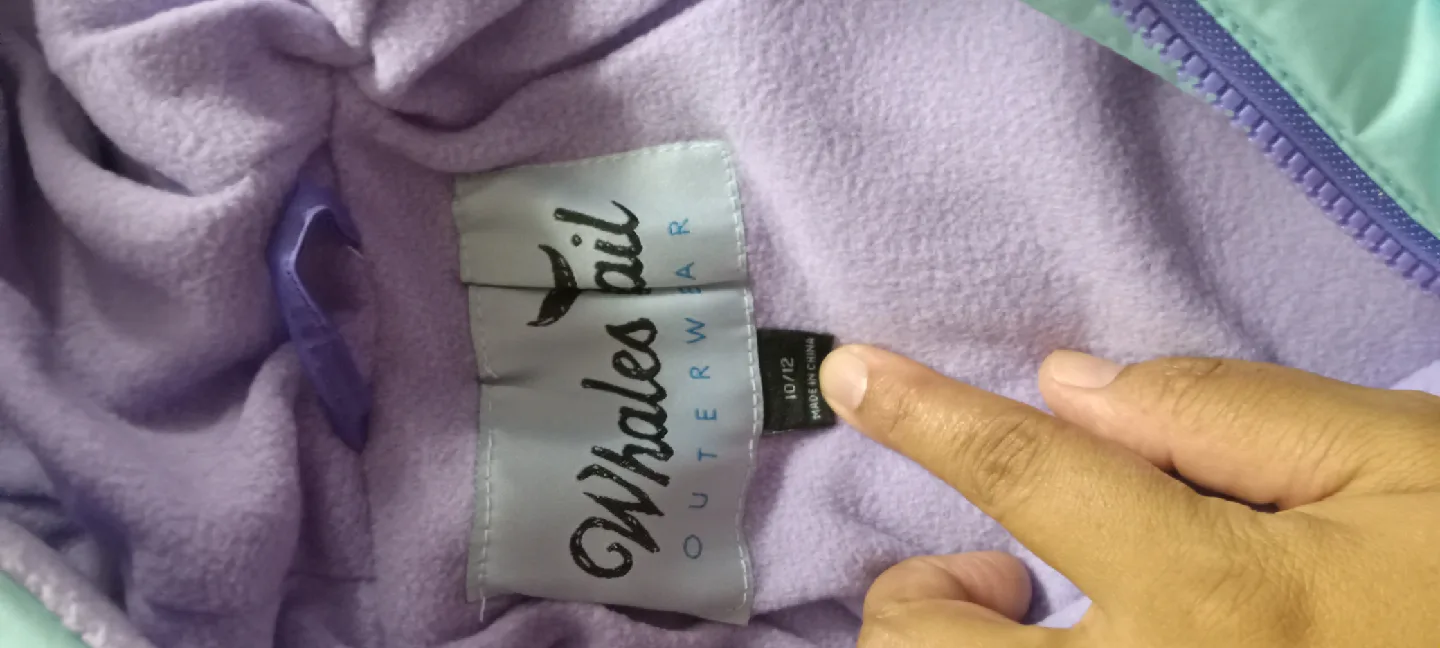 Whales Tail
OUTERWEAR
10/12
MADE IN CHINA